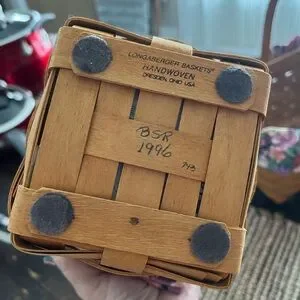 LONGABERGER BASKETS®
HANDWOVEN
DRESDEN, OHIO USA
BSR
1996